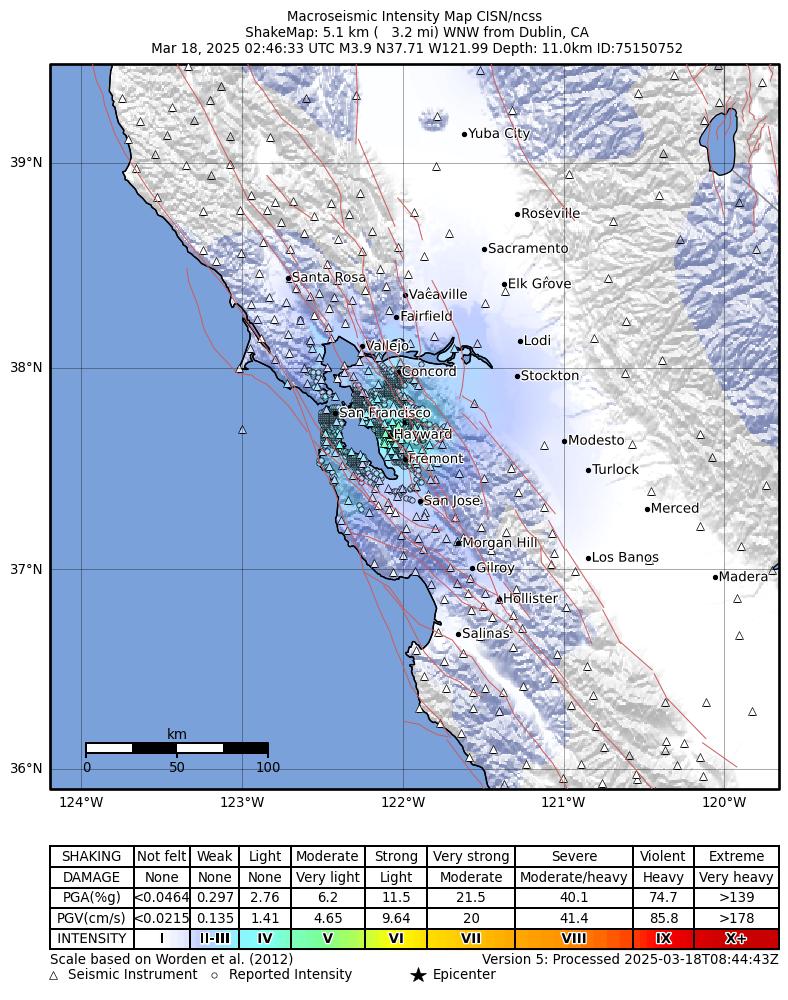 Macroseismic Intensity Map CISN/ncss
ShakeMap: 5.1 km ( 3.2 mi) WNW from Dublin, CA
Mar 18, 2025 02:46:33 UTC M3.9 N37.71 W121.99 Depth: 11.0km ID:75150752
Yuba City
39°N
Roseville
Sacramento
Santa Rosa
Elk Grove
Vacaville
Fairfield
Vallejo
Lodi
38°N
Concord
Stockton
San Francisco
Hayward
Modesto
Fremont
Turlock
San Jose
Merced
Morgan Hill
Los Banos
37°N
Gilroy
Madera
Hollister
Salinas
km
0 50 100
36°N
124°W 123°W 122°W 121°W 120°W
SHAKING Not felt Weak Light Moderate Strong Very strong Severe Violent Extreme
DAMAGE None None None Very light Light Moderate Moderate/heavy Heavy Very heavy
PGA(%g) <0.0464 0.297 2.76 6.2 11.5 21.5 40.1 74.7 >139
PGV(cm/s) <0.0215 0.135 1.41 4.65 9.64 20 41.4 85.8 >178
INTENSITY I II-III IV V VI VII VIII IX X+
Scale based on Worden et al. (2012) Version 5: Processed 2025-03-18T08:44:43Z
Seismic Instrument Reported Intensity Epicenter